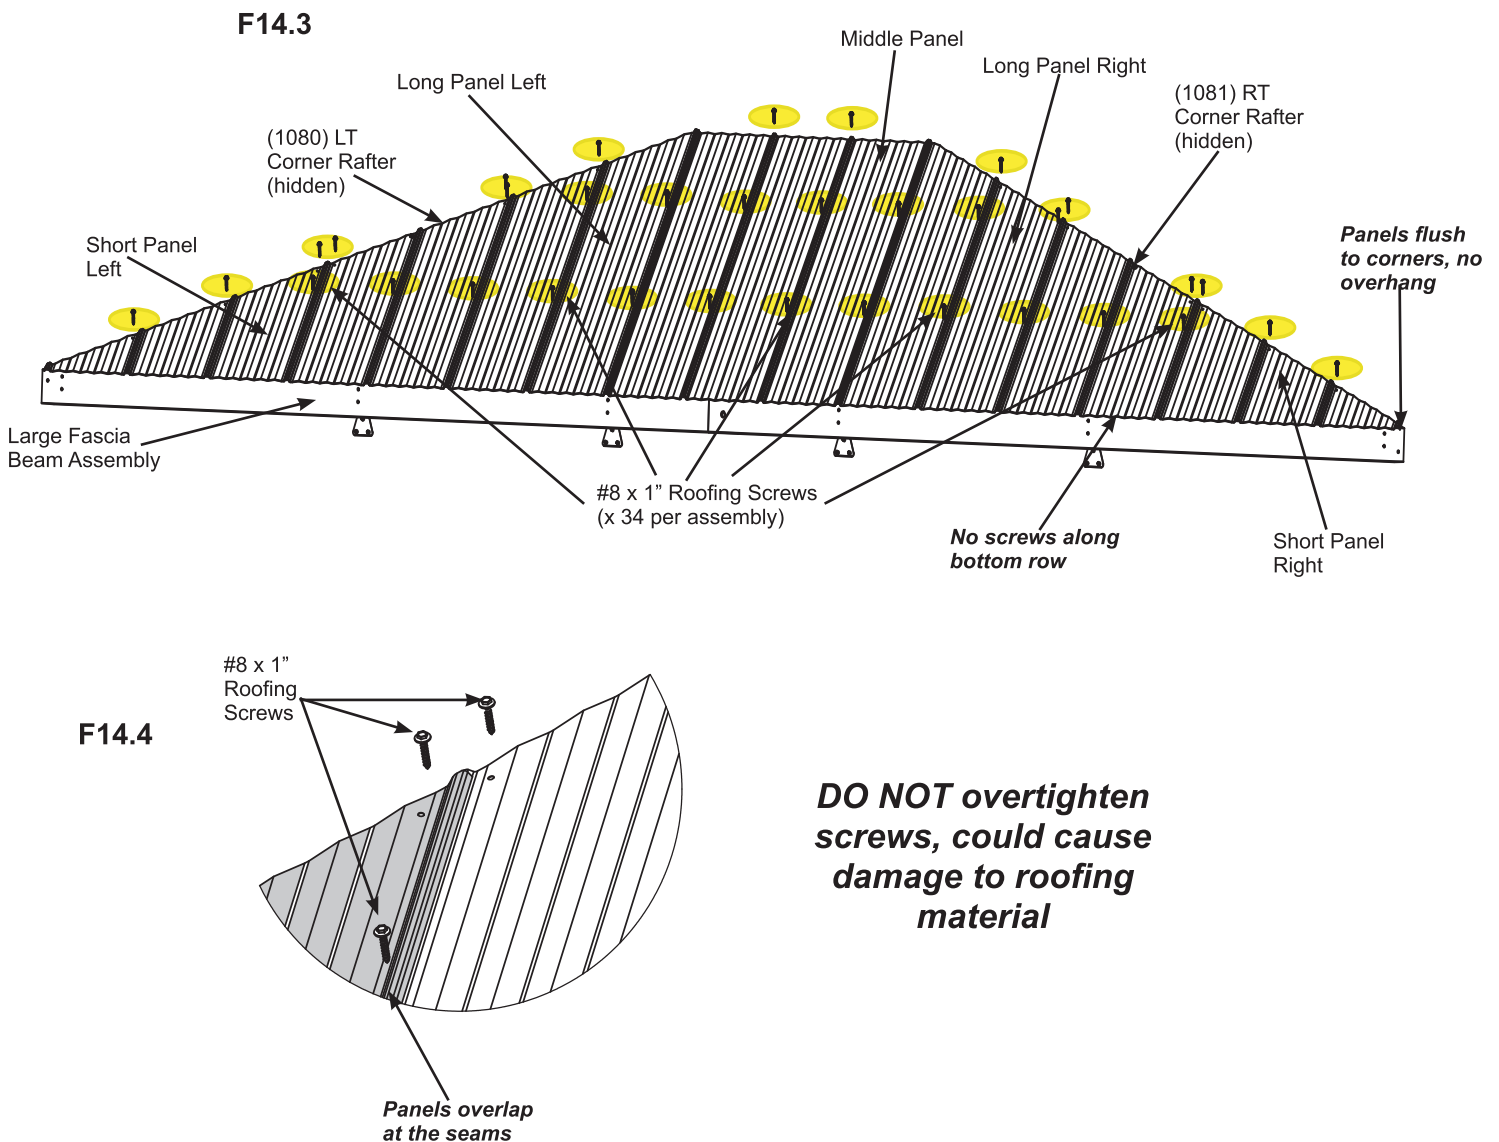 F14.3
Middle Panel
Long Panel Right
Long Panel Left
(1081) RT
Corner Rafter
(hidden)
(1080) LT
Corner Rafter
(hidden)
Short Panel
Left
Panels flush
to corners, no
overhang
Large Fascia
Beam Assembly
#8 x 1” Roofing Screws
(x 34 per assembly)
No screws along
bottom row
Short Panel
Right
#8 x 1”
Roofing
Screws
F14.4
DO NOT overtighten
screws, could cause
damage to roofing
material
Panels overlap
at the seams